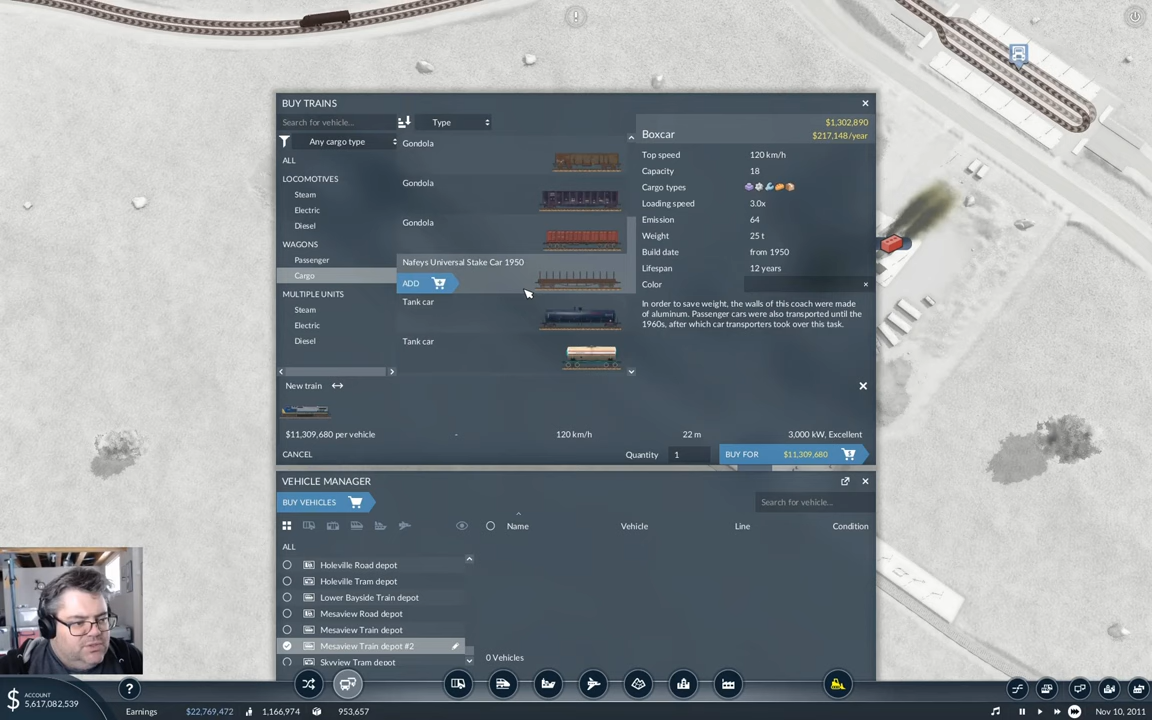 BUY TRAINS
Search for vehicle...
Type
Any cargo type
ALL
LOCOMOTIVES
Steam
Electric
Diesel
WAGONS
Passenger
Cargo
MULTIPLE UNITS
Steam
Electric
Diesel
Gondola
Gondola
Gondola
Nafeys Universal Stake Car 1950
ADD
Tank car
Tank car
$1,302,890
Boxcar
$217,148/year
Top speed 120 km/h
Capacity 18
Cargo types
Loading speed 3.0x
Emission 64
Weight 25 t
Build date from 1950
Lifespan 12 years
Color
In order to save weight, the walls of this coach were made
of aluminum. Passenger cars were also transported until the
1960s, after which car transporters took over this task.
New train
$11,309,680 per vehicle - 120 km/h 22 m 3,000 kW, Excellent
CANCEL Quantity 1 BUY FOR $11,309,680
VEHICLE MANAGER
BUY VEHICLES
Search for vehicle...
Name Vehicle Line Condition
ALL
Holeville Road depot
Holeville Tram depot
Lower Bayside Train depot
Mesaview Road depot
Mesaview Train depot
Mesaview Train depot #2
Skyview Tram depot
0 Vehicles
?
$ ACCOUNT
5,617,082,539
Earnings $22,769,472 1,166,974 953,657
Nov 10, 2011